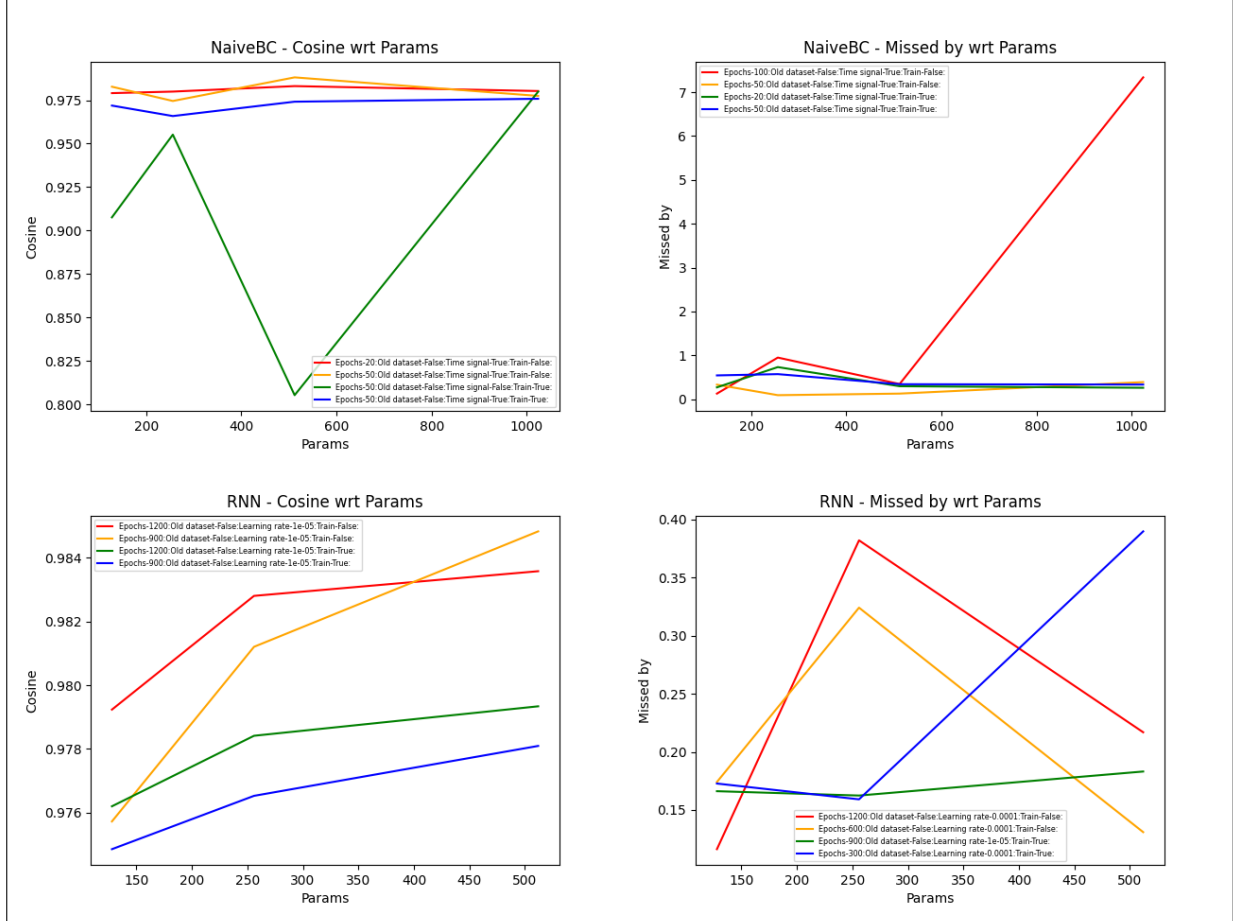 NaiveBC - Cosine wrt Params
Cosine
0.975
0.950
0.925
0.900
0.875
0.850
0.825
0.800
Epochs-20:Old dataset-False:Time signal-True:Train-False:
Epochs-50:Old dataset-False:Time signal-True:Train-False:
Epochs-50:Old dataset-False:Time signal-False:Train-True:
Epochs-50:Old dataset-False:Time signal-True:Train-True:
200 400 600 800 1000
Params
NaiveBC - Missed by wrt Params
Epochs-100:Old dataset-False:Time signal-True:Train-False:
Epochs-50:Old dataset-False:Time signal-True:Train-False:
Epochs-20:Old dataset-False:Time signal-True:Train-True:
Epochs-50:Old dataset-False:Time signal-True:Train-True:
Missed by
7
6
5
4
3
2
1
0
200 400 600 800 1000
Params
RNN - Cosine wrt Params
Epochs-1200:Old dataset-False:Learning rate-1e-05:Train-False:
Epochs-900:Old dataset-False:Learning rate-1e-05:Train-False:
Epochs-1200:Old dataset-False:Learning rate-1e-05:Train-True:
Epochs-900:Old dataset-False:Learning rate-1e-05:Train-True:
Cosine
0.984
0.982
0.980
0.978
0.976
150 200 250 300 350 400 450 500
Params
RNN - Missed by wrt Params
Missed by
0.40
0.35
0.30
0.25
0.20
0.15
Epochs-1200:Old dataset-False:Learning rate-0.0001:Train-False:
Epochs-600:Old dataset-False:Learning rate-0.0001:Train-False:
Epochs-900:Old dataset-False:Learning rate-1e-05:Train-True:
Epochs-300:Old dataset-False:Learning rate-0.0001:Train-True:
150 200 250 300 350 400 450 500
Params